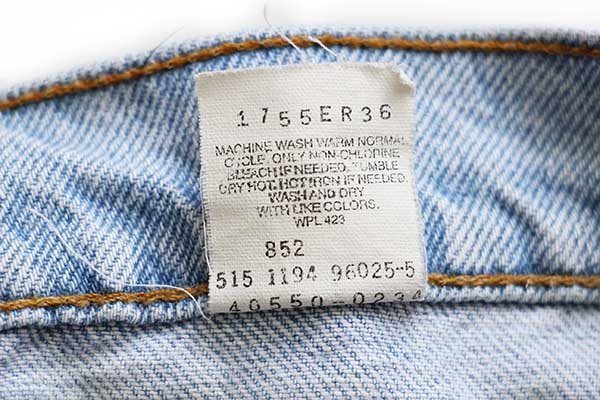 1755ER36
MACHINE WASH WARM NORMAL
CYCLE. ONLY NON-CHLORINE
BLEACH IF NEEDED. TUMBLE
DRY HOT. HOT IRON IF NEEDED
WASH AND DRY
WITH LIKE COLORS.
WPL 423
852
515 1194 96025-5
40550-0234